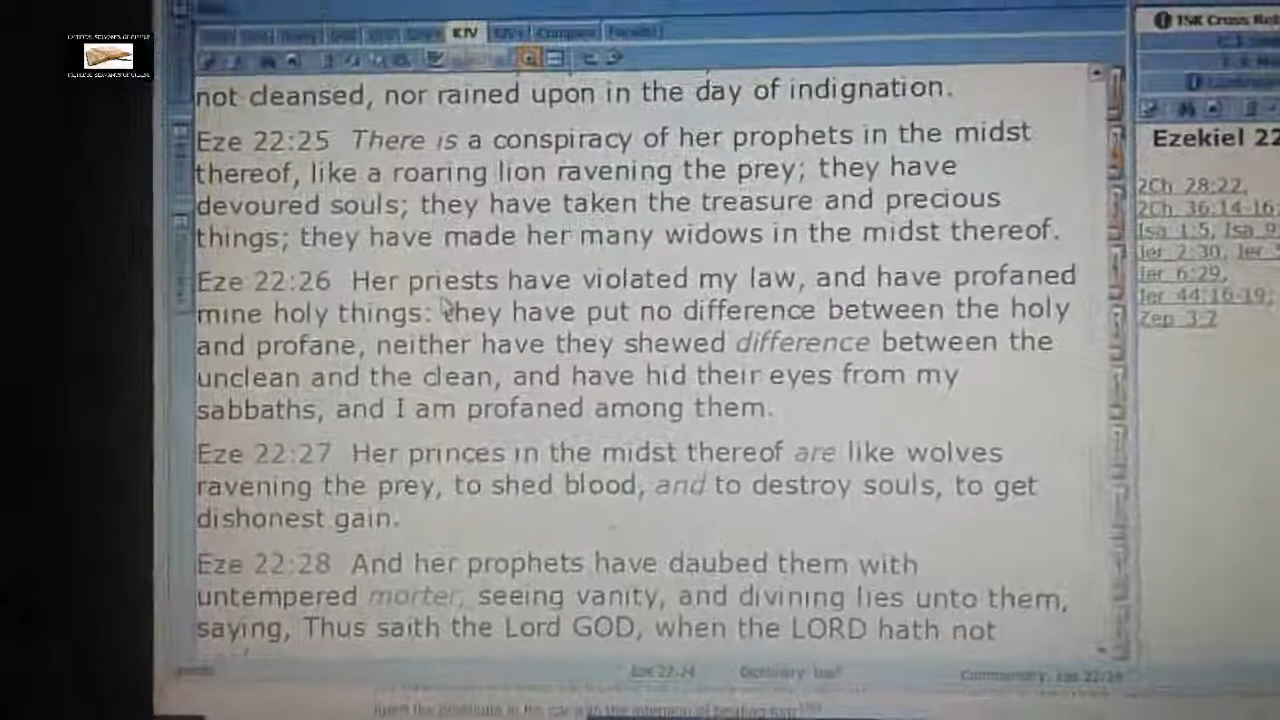 KJV
Compare
Parallel
not cleansed, nor rained upon in the day of indignation.
Eze 22:25 There is a conspiracy of her prophets in the midst
thereof, like a roaring lion ravening the prey; they have
devoured souls; they have taken the treasure and precious
things; they have made her many widows in the midst thereof.
Eze 22:26 Her priests have violated my law, and have profaned
mine holy things: they have put no difference between the holy
and profane, neither have they shewed difference between the
unclean and the clean, and have hid their eyes from my
sabbaths, and I am profaned among them.
Eze 22:27 Her princes in the midst thereof are like wolves
ravening the prey, to shed blood, and to destroy souls, to get
dishonest gain.
Eze 22:28 And her prophets have daubed them with
untempered morter, seeing vanity, and divining lies unto them,
saying, Thus saith the Lord GOD, when the LORD hath not
Eze 22:24
TSK Cross Ref
Ezekiel 22
2Ch 28:22,
2Ch 36:14-16
Isa 1:5, Isa 9
Jer 2:30, Jer
Jer 6:29,
Jer 44:16-19;
Zep 3:2